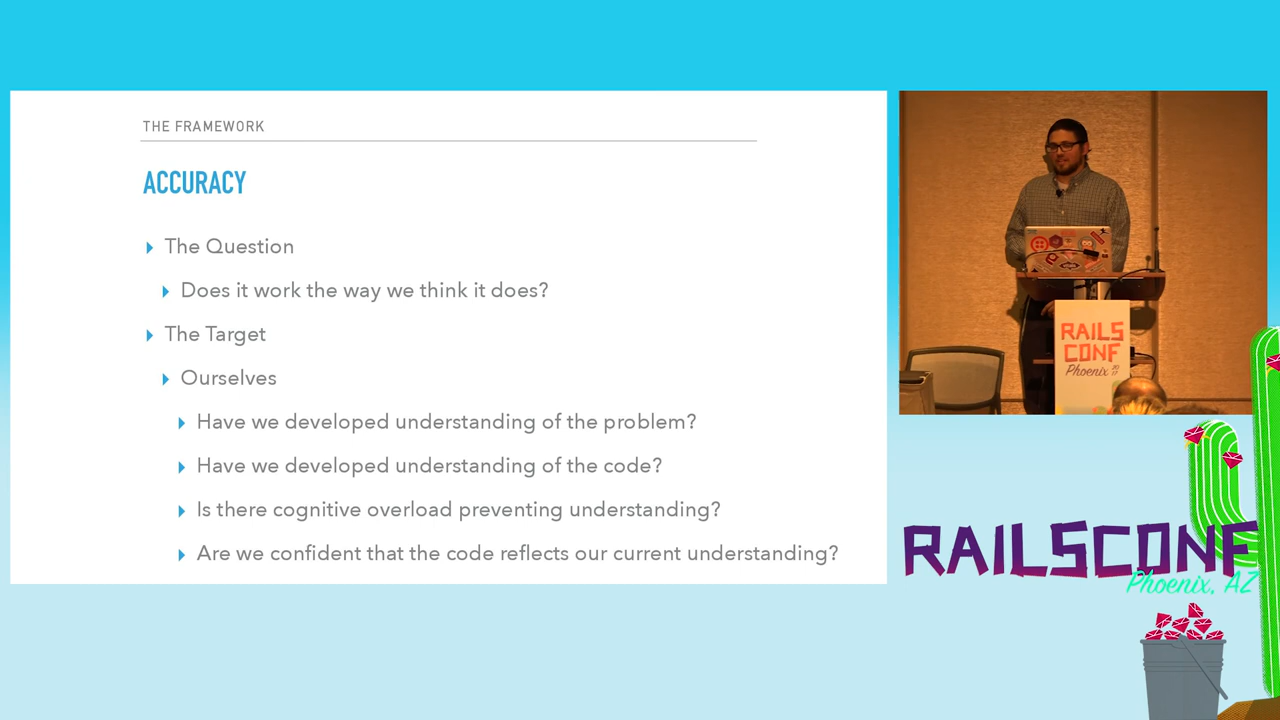 THE FRAMEWORK
ACCURACY
The Question
Does it work the way we think it does?
The Target
Ourselves
Have we developed understanding of the problem?
Have we developed understanding of the code?
Is there cognitive overload preventing understanding?
Are we confident that the code reflects our current understanding?
RAILS
CONF
Phoenix 20 17
RAILSCONF
Phoenix, AZ